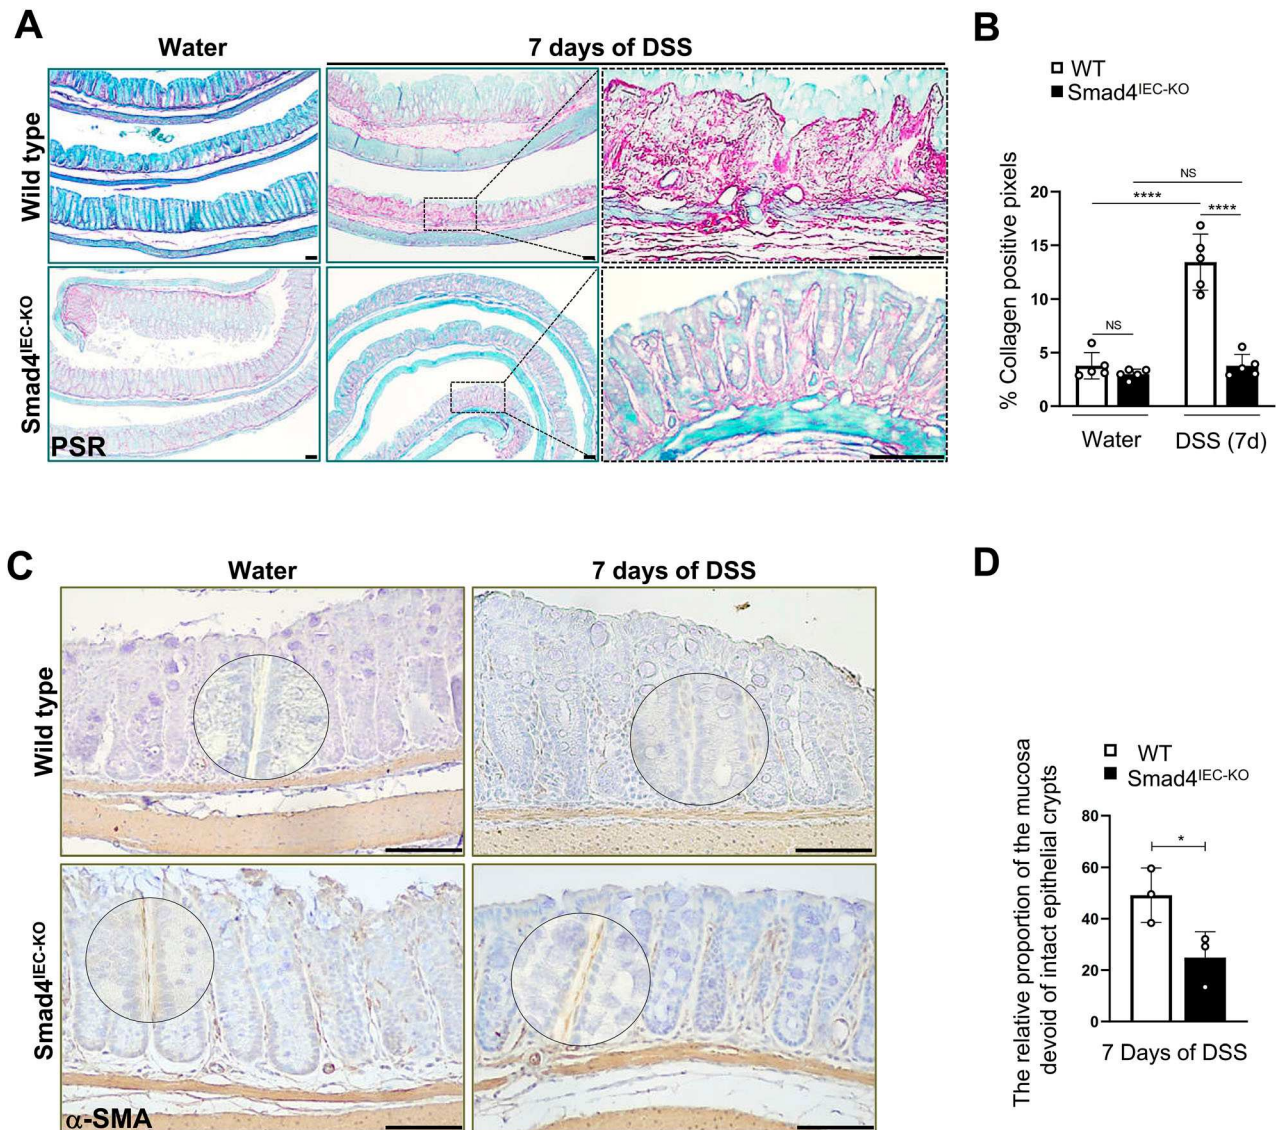 A
Water
7 days of DSS
Wild type
Smad4IEC-KO
PSR
B
WT
Smad4IEC-KO
NS
****
****
NS
% Collagen positive pixels
20
15
10
5
0
Water
DSS (7d)
C
Water
7 days of DSS
Wild type
Smad4IEC-KO
α-SMA
D
WT
Smad4IEC-KO
*
The relative proportion of the mucosa
devoid of intact epithelial crypts
80
60
40
20
0
7 Days of DSS